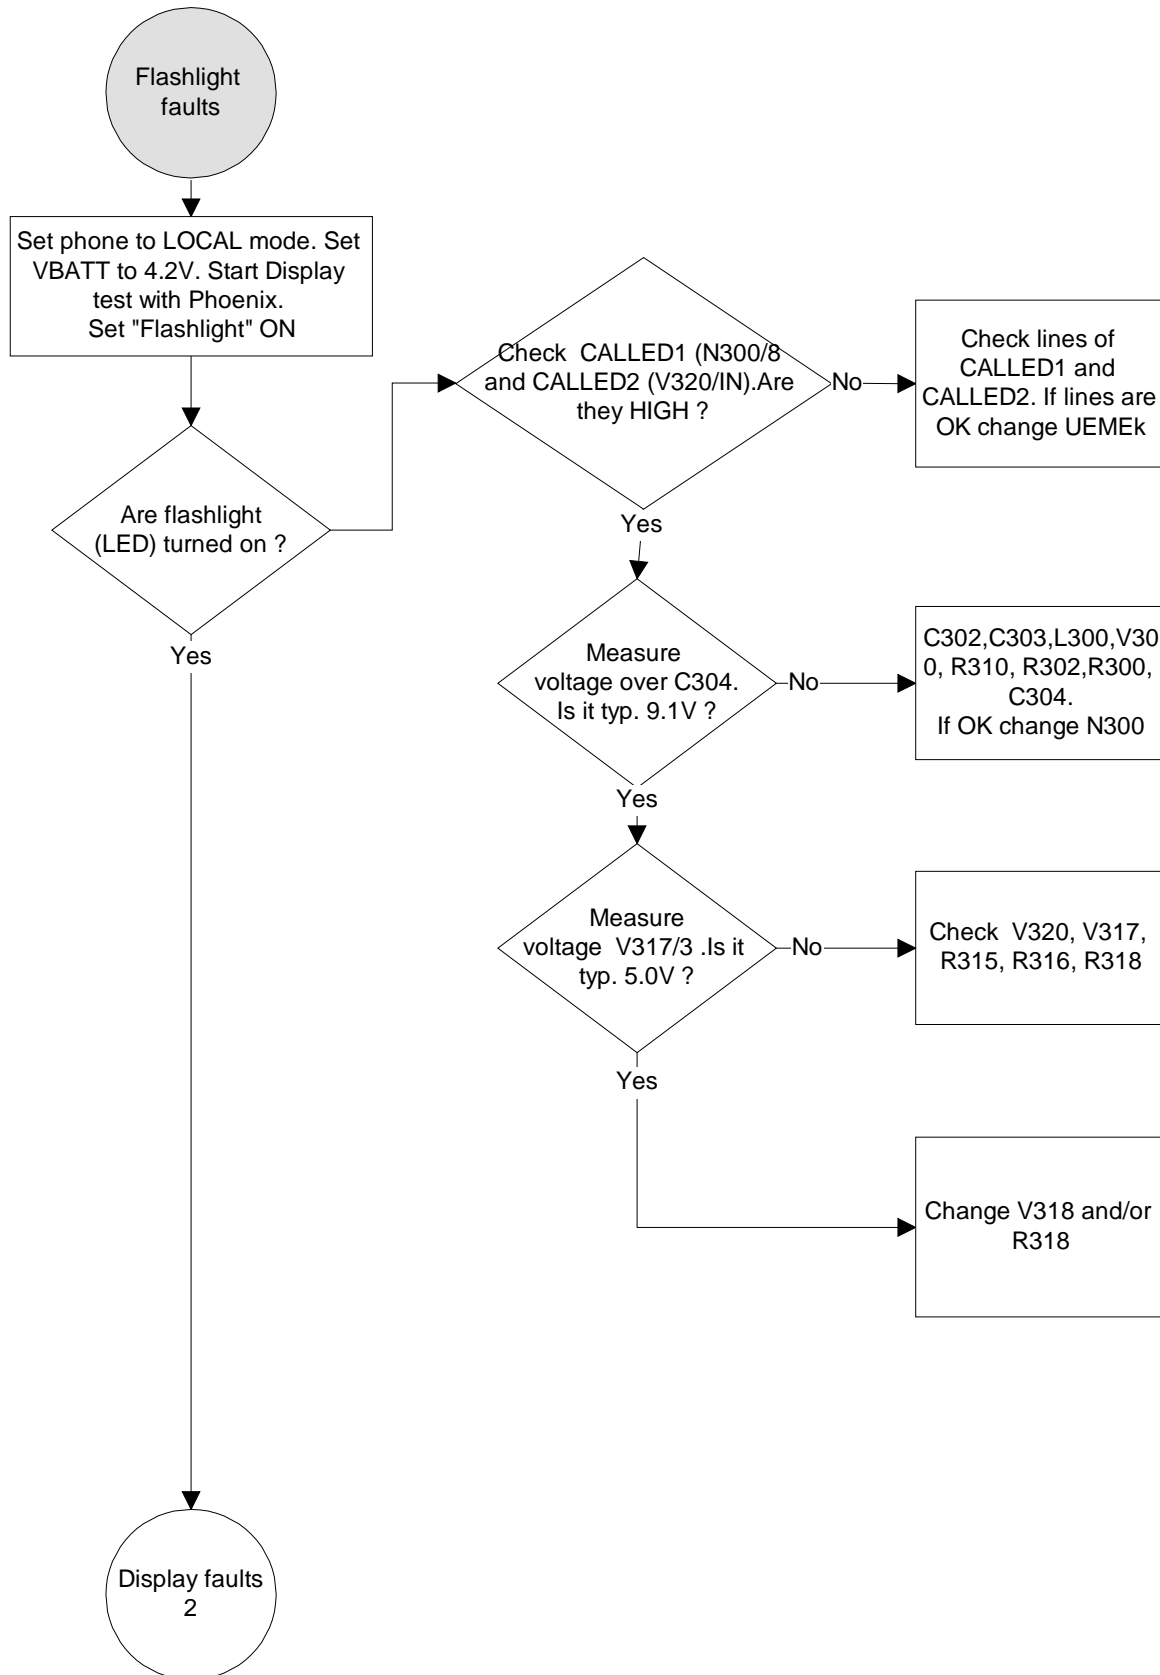 Flashlight
faults
Set phone to LOCAL mode. Set
VBATT to 4.2V. Start Display
test with Phoenix.
Set "Flashlight" ON
Are flashlight
(LED) turned on ?
Yes
Check CALLED1 (N300/8
and CALLED2 (V320/IN).Are
they HIGH ?
No
Check lines of
CALLED1 and
CALLED2. If lines are
OK change UEMEk
Yes
Measure
voltage over C304.
Is it typ. 9.1V ?
No
C302,C303,L300,V30
0, R310, R302,R300,
C304.
If OK change N300
Yes
Measure
voltage V317/3 .Is it
typ. 5.0V ?
No
Check V320, V317,
R315, R316, R318
Yes
Change V318 and/or
R318
Display faults
2